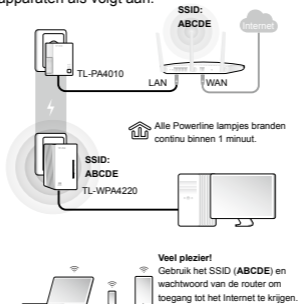 apparaten als volgt aan.
SSID:
ABCDE
Internet
TL-PA4010
LAN
WAN
Alle Powerline lampjes branden
continu binnen 1 minuut.
SSID:
ABCDE
TL-WPA4220
Veel plezier!
Gebruik het SSID (ABCDE) en
wachtwoord van de router om
toegang tot het Internet te krijgen.